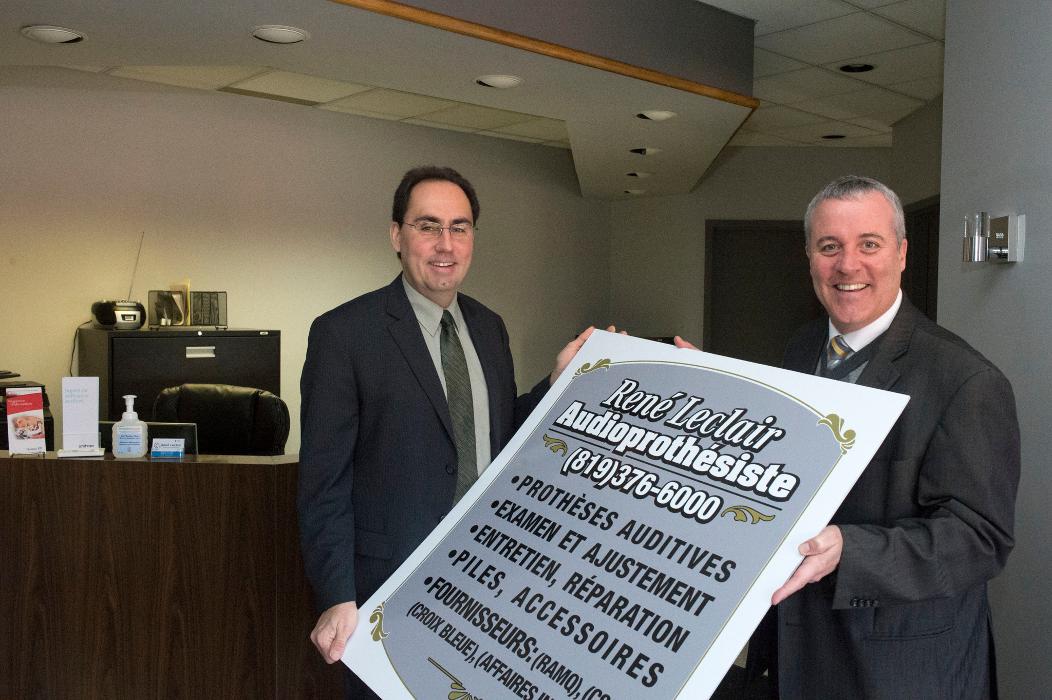 René Leclair
Audioprothésiste
(819)376-6000
•PROTHÈSES AUDITIVES
•EXAMEN ET AJUSTEMENT
•ENTRETIEN, RÉPARATION
•PILES, ACCESSOIRES
•FOURNISSEURS: (RAMQ),
(CROIX BLEUE), (AFFAIRES